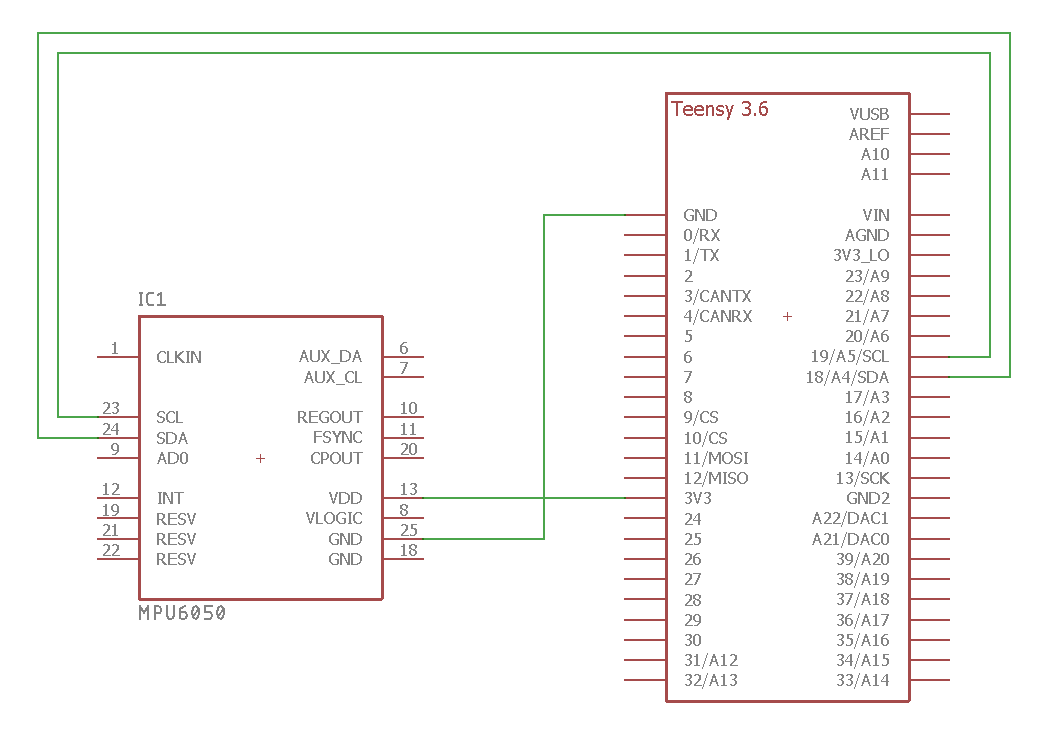 Teensy 3.6
VUSB
AREF
A10
A11
GND VIN
0/RX AGND
1/TX 3V3_LO
2 23/A9
3/CANTX 22/A8
4/CANRX 21/A7
5 20/A6
6 19/A5/SCL
7 18/A4/SDA
8 17/A3
9/CS 16/A2
10/CS 15/A1
11/MOSI 14/A0
12/MISO 13/SCK
3V3 GND2
24 A22/DAC1
25 A21/DAC0
26 39/A20
27 38/A19
28 37/A18
29 36/A17
30 35/A16
31/A12 34/A15
32/A13 33/A14
IC1
1 CLKIN AUX_DA 6
AUX_CL 7
23 SCL REGOUT 10
24 SDA FSYNC 11
9 AD0 CPOUT 20
12 INT VDD 13
19 RESV VLOGIC 8
21 RESV GND 25
22 RESV GND 18
MPU6050